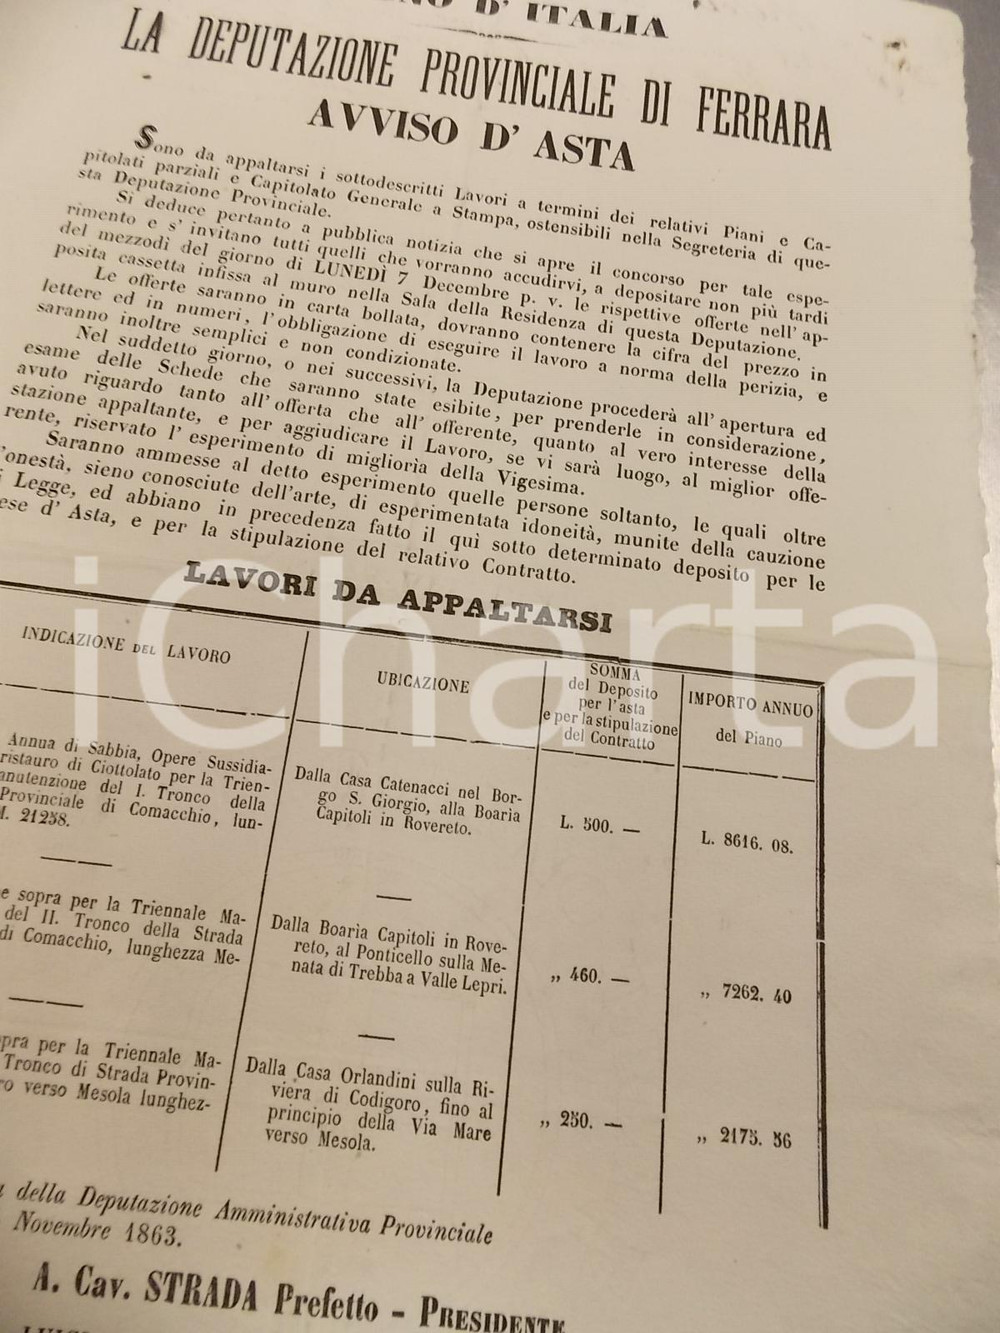 D' ITALIA
LA DEPUTAZIONE PROVINCIALE DI FERRARA
AVVISO D' ASTA
Sono da appaltarsi i sottodescritti Lavori a termini dei relativi Piani e Ca-
pitolati parziali e Capitolato Generale a Stampa, ostensibili nella Segreteria di que-
sta Deputazione Provinciale.
Si deduce pertanto a pubblica notizia che si apre il concorso per tale espe-
rimento e s' invitano tutti quelli che vorranno accudirvi, a depositare non più tardi
del mezzodì del giorno di LUNEDÌ 7 Decembre p. v. le rispettive offerte nell' ap-
posita cassetta infissa al muro nella Sala della Residenza di questa Deputazione.
Le offerte saranno in carta bollata, dovranno contenere la cifra del prezzo in
lettere ed in numeri, l'obbligazione di eseguire il lavoro a norma della perizia, e
saranno inoltre semplici e non condizionate.
Nel suddetto giorno, o nei successivi, la Deputazione procederà all'apertura ed
esame delle Schede che saranno state esibite, per prenderle in considerazione,
avuto riguardo tanto all'offerta che all' offerente, quanto al vero interesse della
stazione appaltante, e per aggiudicare il Lavoro, se vi sarà luogo, al miglior offe-
rente, riservato l' esperimento di miglioria della Vigesima.
Saranno ammesse al detto esperimento quelle persone soltanto, le quali oltre
l'onestà, sieno conosciute dell'arte, di esperimentata idoneità, munite della cauzione
Legge, ed abbiano in precedenza fatto il quì sotto determinato deposito per le
d' Asta, e per la stipulazione del relativo Contratto.
LAVORI DA APPALTARSI
INDICAZIONE DEL LAVORO
UBICAZIONE
SOMMA
del Deposito
per l'asta
e per la stipulazione
del Contratto
IMPORTO ANNUO
del Piano
Annua di Sabbia, Opere Sussidia-
ristauro di Ciottolato per la Trien-
del I. Tronco della
Provinciale di Comacchio, lun-
21258.
Dalla Casa Catenacci nel Bor-
go S. Giorgio, alla Boaria
Capitoli in Rovereto.
L. 500. —
L. 8616. 08.
sopra per la Triennale Ma-
del II. Tronco della Strada
di Comacchio, lunghezza Me-
Dalla Boaria Capitoli in Rove-
reto, al Ponticello sulla Me-
nata di Trebba a Valle Lepri.
„ 460. —
„ 7262. 40
per la Triennale Ma-
Tronco di Strada Provin-
verso Mesola lunghez-
Dalla Casa Orlandini sulla Ri-
viera di Codigoro, fino al
principio della Via Mare
verso Mesola.
„ 250. —
„ 2175. 56
della Deputazione Amministrativa Provinciale
Novembre 1863.
A. Cav. STRADA Prefetto – PRESIDENTE
iCharta